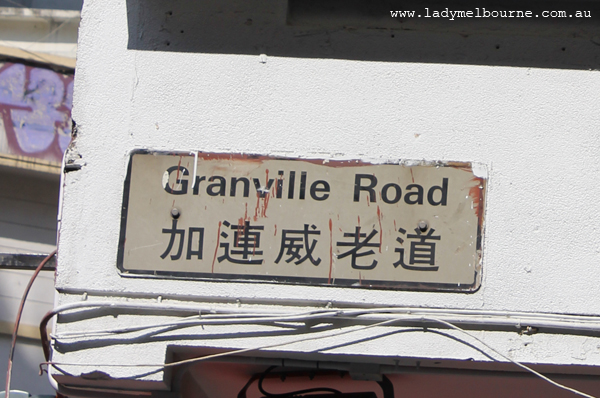 www.ladymelbourne.com.au
Granville Road
加連威老道